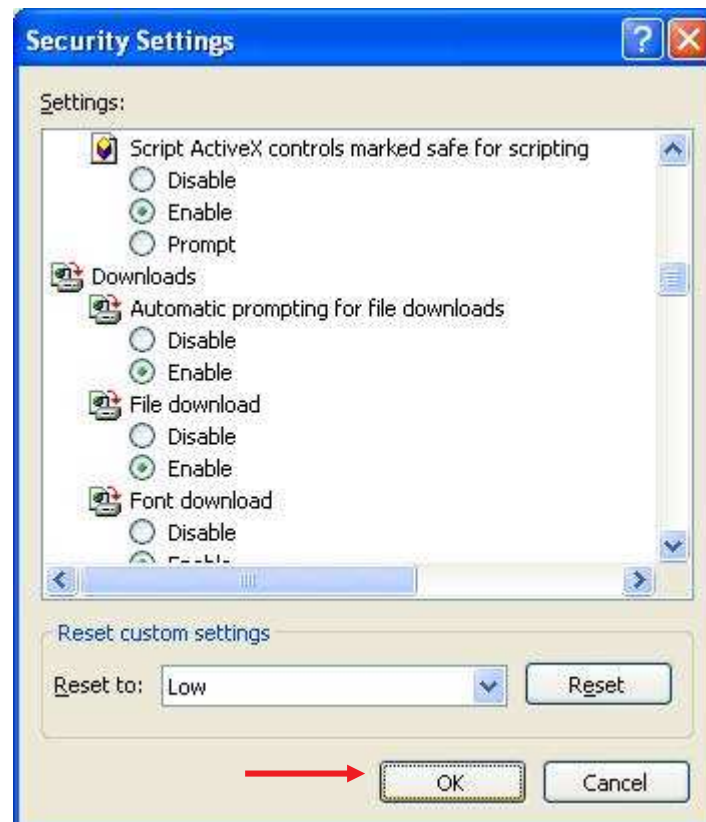 Security Settings
Settings:
Script ActiveX controls marked safe for scripting
Disable
Enable
Prompt
Downloads
Automatic prompting for file downloads
Disable
Enable
File download
Disable
Enable
Font download
Disable
Enable
Reset custom settings
Reset to: Low Reset
OK Cancel